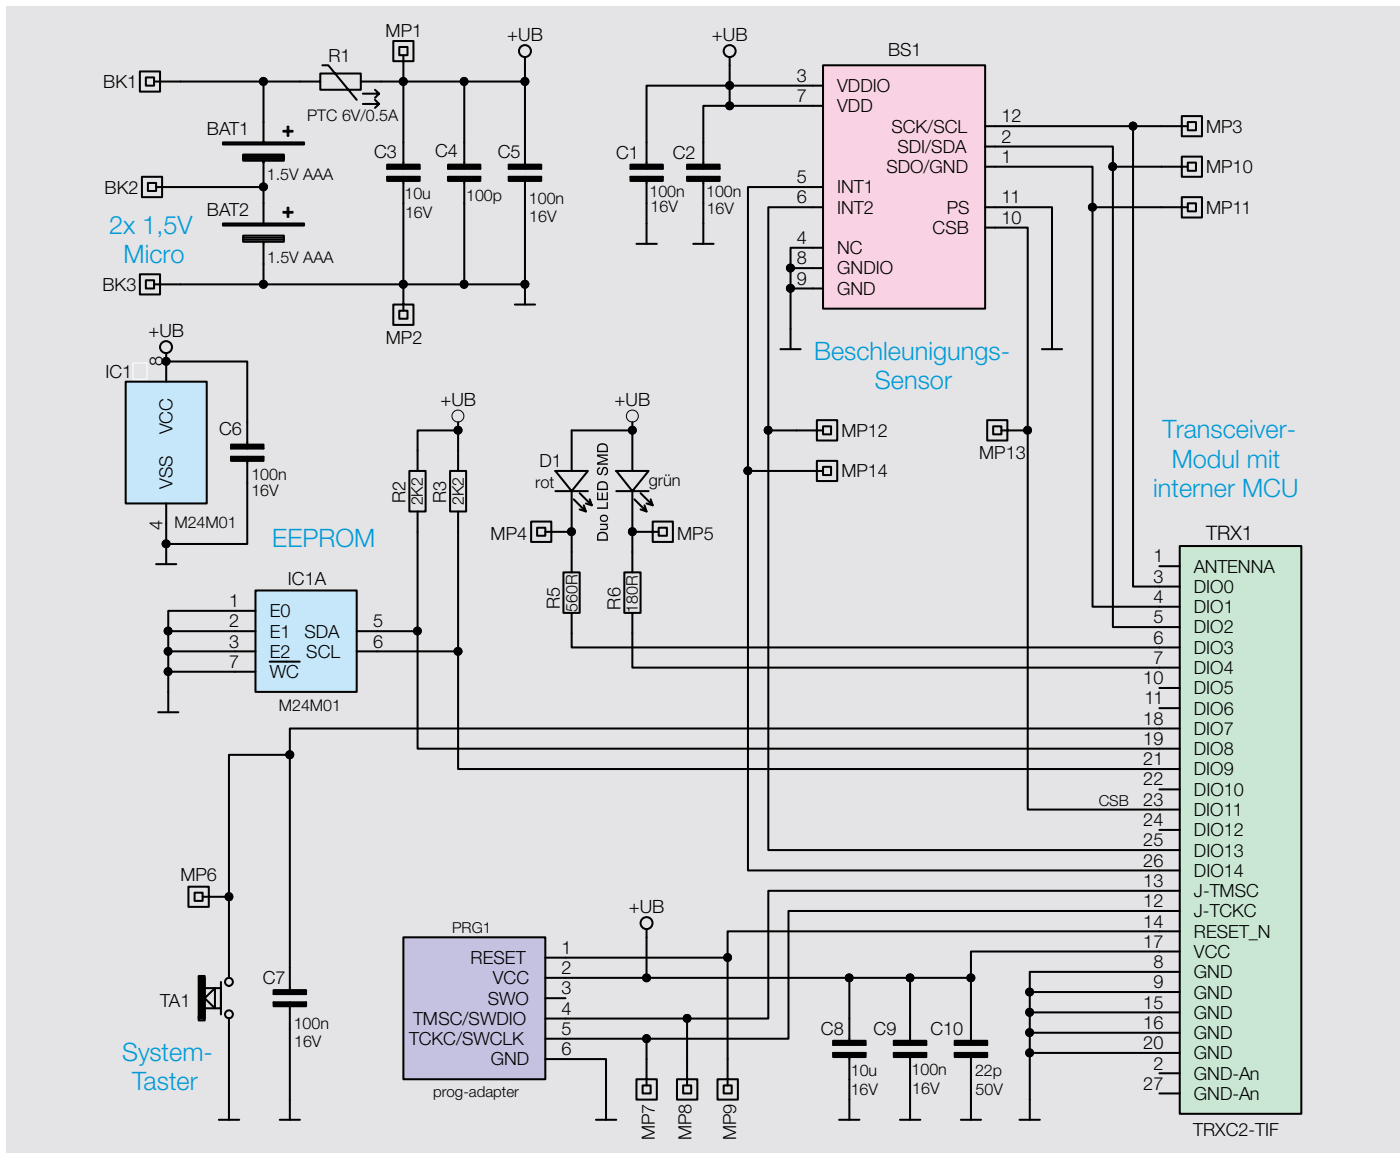 MP1
+UB
R1
BK1
PTC 6V/0.5A
BAT1
+
1.5V AAA
BK2
BAT2
+
1.5V AAA
2x 1,5V
Micro
BK3
C3
10u
16V
C4
100p
C5
100n
16V
MP2
+UB
BS1
3
7
VDDIO
VDD
SCK/SCL
SDI/SDA
SDO/GND
12
2
1
MP3
MP10
MP11
C1
100n
16V
C2
100n
16V
5
6
INT1
INT2
PS
CSB
11
10
4
8
9
NC
GNDIO
GND
Beschleunigungs-
Sensor
+UB
IC1
8
VCC
VSS
4
M24M01
C6
100n
16V
EEPROM
+UB
R2
2K2
R3
2K2
+UB
D1
rot
Duo LED SMD
grün
MP4
MP5
R5
560R
R6
180R
MP12
MP14
MP13
Transceiver-
Modul mit
interner MCU
IC1A
1
2
3
7
E0
E1
E2
WC
SDA
SCL
5
6
M24M01
TRX1
1 ANTENNA
3 DIO0
4 DIO1
5 DIO2
6 DIO3
7 DIO4
10 DIO5
11 DIO6
18 DIO7
19 DIO8
21 DIO9
22 DIO10
CSB 23 DIO11
24 DIO12
25 DIO13
26 DIO14
13 J-TMSC
12 J-TCKC
14 RESET_N
17 VCC
8 GND
9 GND
15 GND
16 GND
20 GND
2 GND-An
27 GND-An
TRXC2-TIF
MP6
TA1
System-
Taster
C7
100n
16V
PRG1
RESET 1
VCC 2
SWO 3
TMSC/SWDIO 4
TCKC/SWCLK 5
GND 6
prog-adapter
+UB
MP7
MP8
MP9
C8
10u
16V
C9
100n
16V
C10
22p
50V